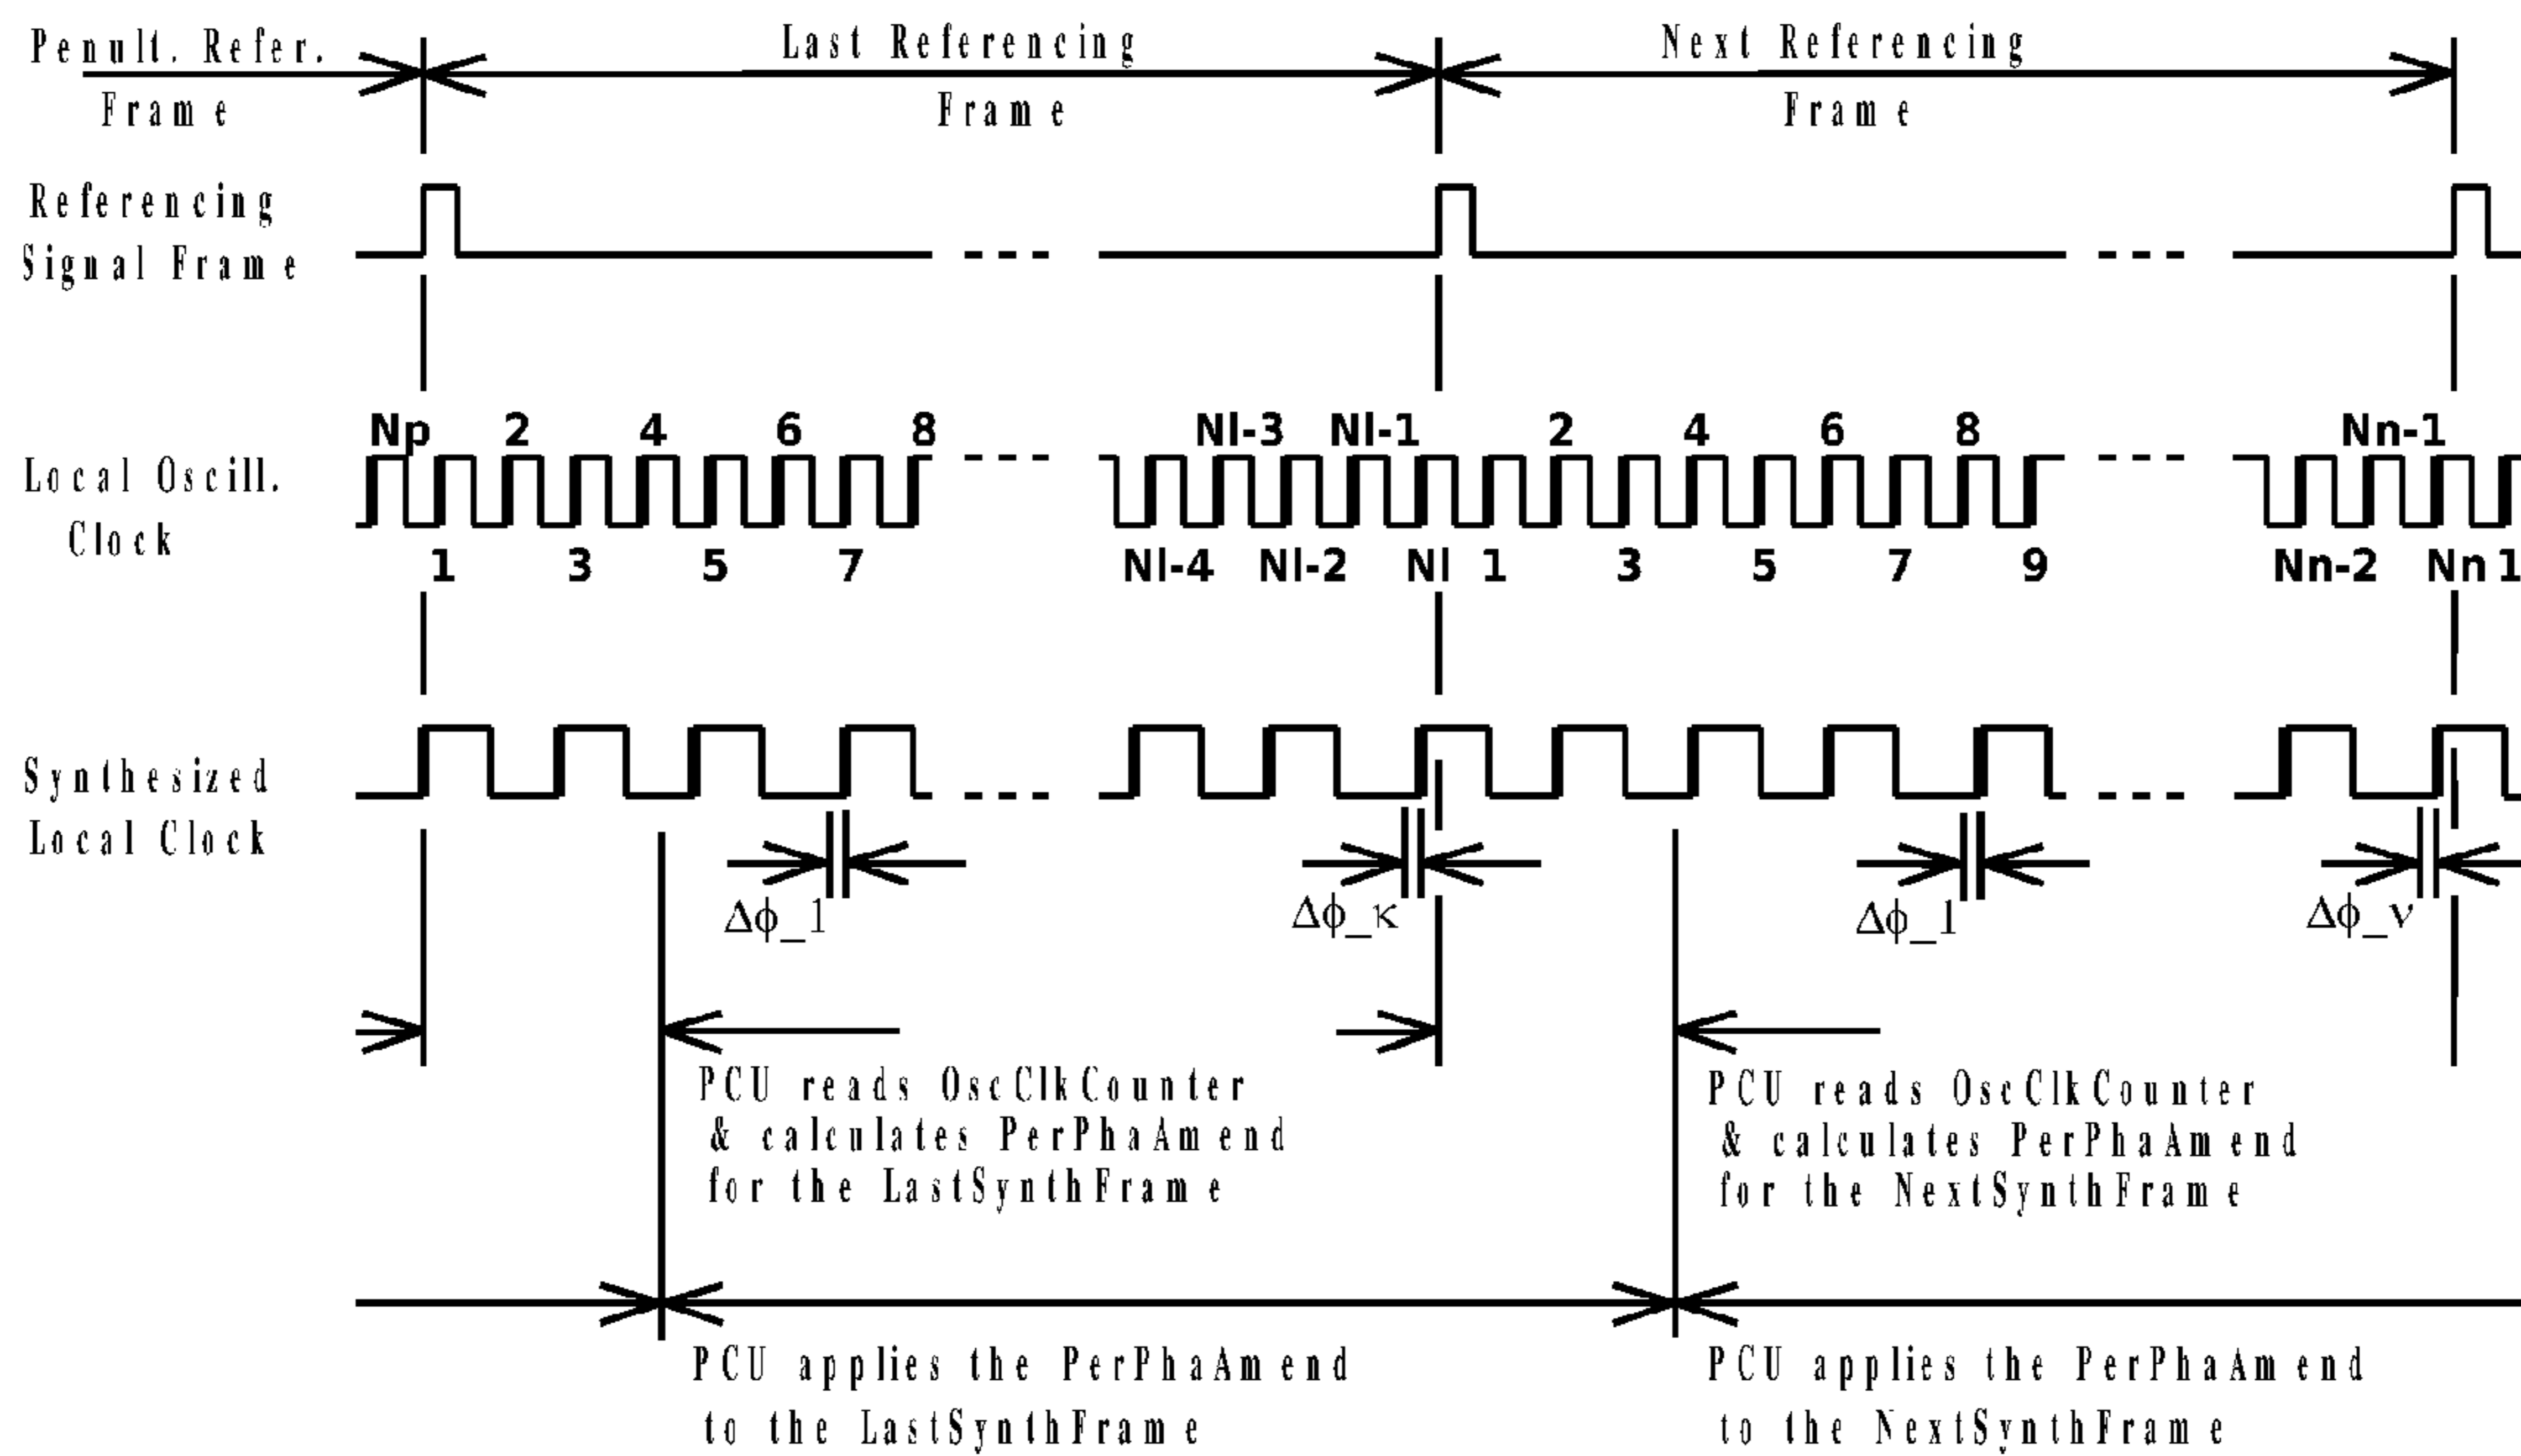 Penult. Refer.
Frame
Last Referencing
Frame
Next Referencing
Frame
Referencing
Signal Frame
Np 2 4 6 8 Nl-3 Nl-1 2 4 6 8 Nn-1
Local Oscill.
Clock
1 3 5 7 Nl-4 Nl-2 Nl 1 3 5 7 9 Nn-2 Nn 1
Synthesized
Local Clock
Δϕ_1 Δϕ_κ Δϕ_1 Δϕ_ν
PCU reads OscClkCounter
& calculates PerPhaAmend
for the LastSynthFrame
PCU reads OscClkCounter
& calculates PerPhaAmend
for the NextSynthFrame
PCU applies the PerPhaAmend
to the LastSynthFrame
PCU applies the PerPhaAmend
to the NextSynthFrame